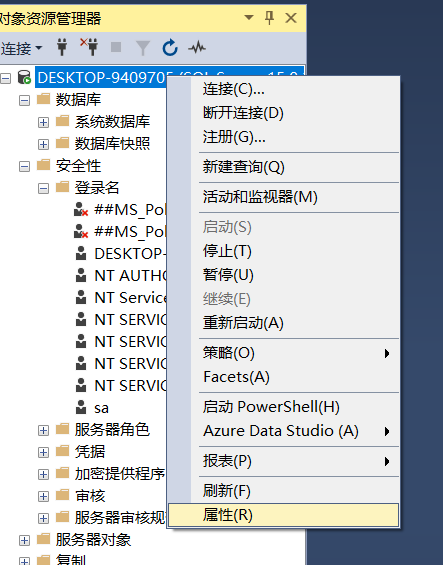 对象资源管理器
连接
DESKTOP-9409705 (SQL Server 15.0
数据库
系统数据库
数据库快照
安全性
登录名
##MS_Pol
##MS_Pol
DESKTOP-
NT AUTHO
NT Service
NT SERVIC
NT SERVIC
NT SERVIC
NT SERVIC
sa
服务器角色
凭据
加密提供程序
审核
服务器审核规
服务器对象
复制
连接(C)...
断开连接(D)
注册(G)...
新建查询(Q)
活动和监视器(M)
启动(S)
停止(T)
暂停(U)
继续(E)
重新启动(A)
策略(O)
Facets(A)
启动 PowerShell(H)
Azure Data Studio (A)
报表(P)
刷新(F)
属性(R)